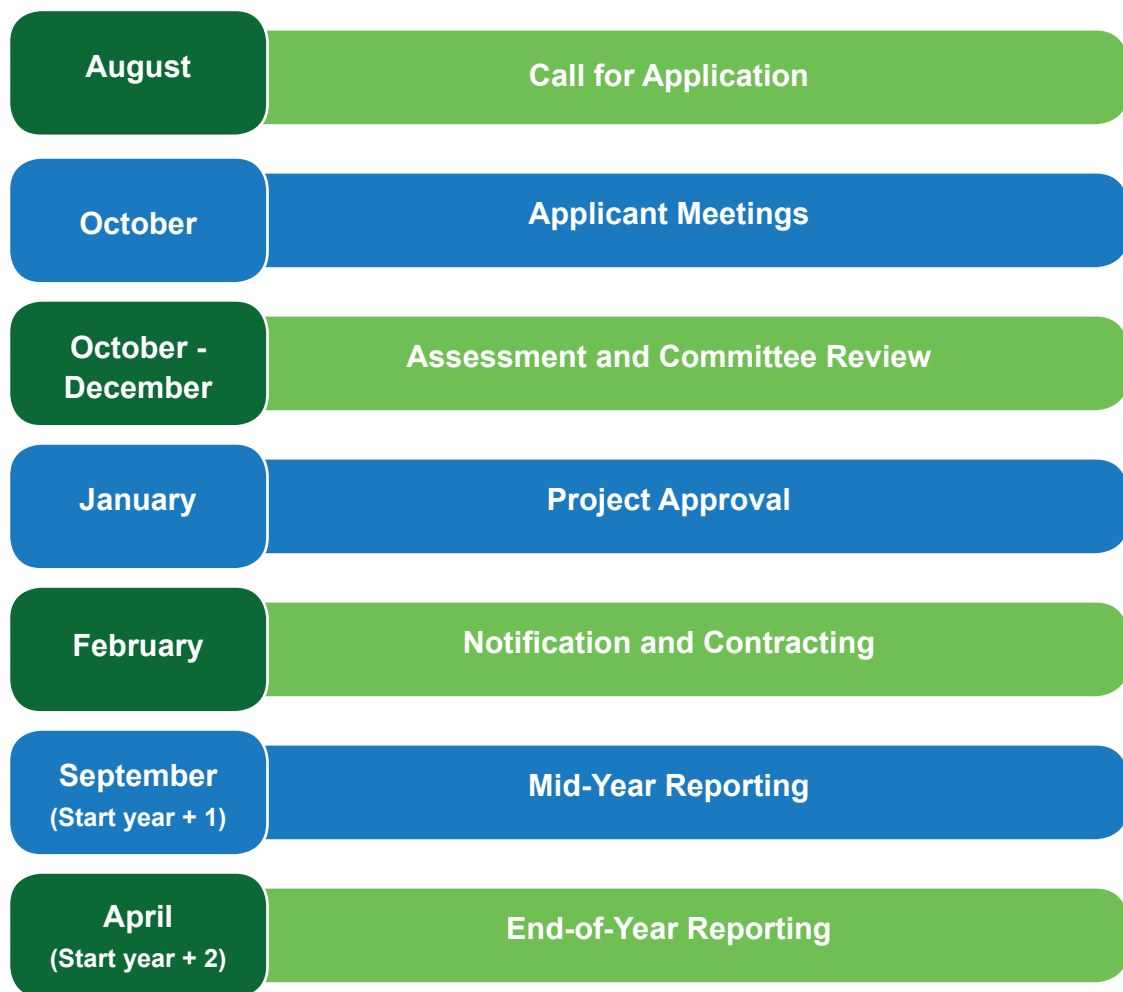 August
Call for Application
October
Applicant Meetings
October -
December
Assessment and Committee Review
January
Project Approval
February
Notification and Contracting
September
(Start year + 1)
Mid-Year Reporting
April
(Start year + 2)
End-of-Year Reporting